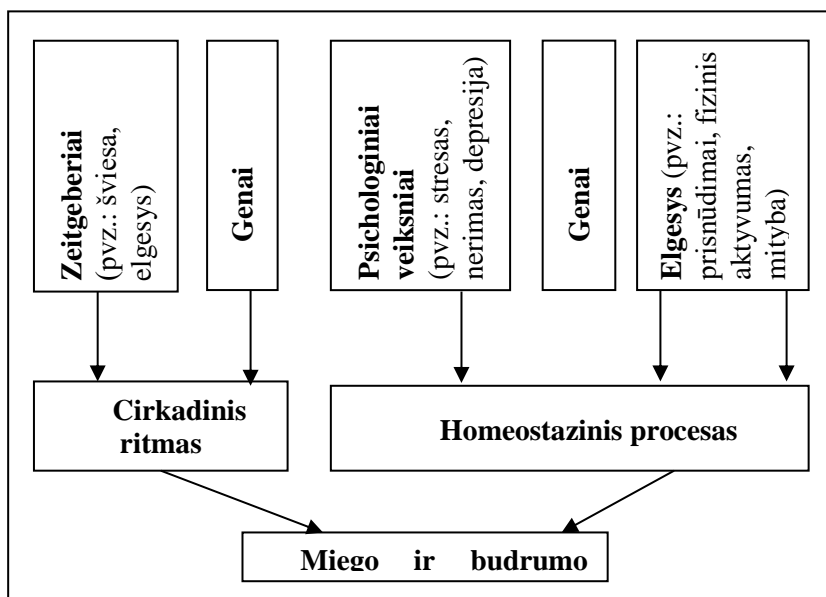 Zeitgeberiai
(pvz.: šviesa,
elgesys)
Genai
Psichologiniai
veiksniai
(pvz.: stresas,
nerimas, depresija)
Genai
Elgesys (pvz.:
prisnūdimai, fizinis
aktyvumas,
mityba)
Cirkadinis
ritmas
Homeostazinis procesas
Miego ir budrumo